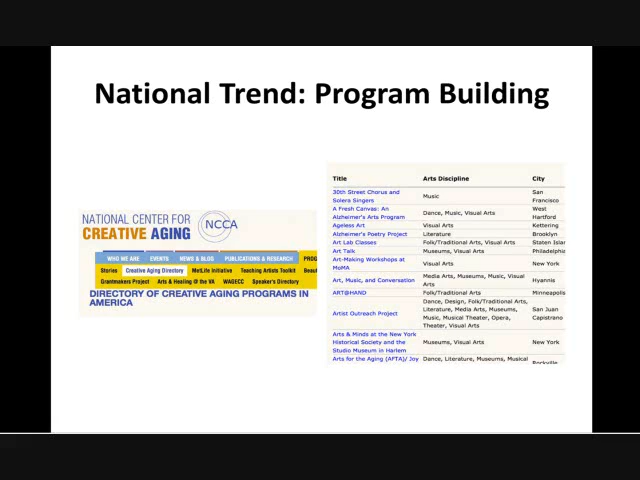 National Trend: Program Building
NATIONAL CENTER FOR
CREATIVE AGING
NCCA
WHO WE ARE EVENTS NEWS & BLOG PUBLICATIONS & RESEARCH PROG
Stories Creative Aging Directory MetLife Initiative Teaching Artists Toolkit Beau
Grantmakers Project Arts & Healing @ the VA WAGECC Speaker's Directory
DIRECTORY OF CREATIVE AGING PROGRAMS IN
AMERICA
Title Arts Discipline City
30th Street Chorus and
Solera Singers
Music
San
Francisco
A Fresh Canvas: An
Alzheimer's Arts Program
Dance, Music, Visual Arts
West
Hartford
Ageless Art Visual Arts Kettering
Alzheimer's Poetry Project Literature Brooklyn
Art Lab Classes Folk/Traditional Arts, Visual Arts Staten Islan
Art Talk Museums, Visual Arts Philadelphia
Art-Making Workshops at
MoMA
Visual Arts
New York
Art, Music, and Conversation
Media Arts, Museums, Music, Visual
Arts
Hyannis
ART@HAND Folk/Traditional Arts Minneapolis
Artist Outreach Project
Dance, Design, Folk/Traditional Arts,
Literature, Media Arts, Museums,
Music, Musical Theater, Opera,
Theater, Visual Arts
San Juan
Capistrano
Arts & Minds at the New York
Historical Society and the
Studio Museum in Harlem
Museums, Visual Arts
New York
Arts for the Aging (AFTA)/ Joy Dance, Literature, Museums, Musical Rockville